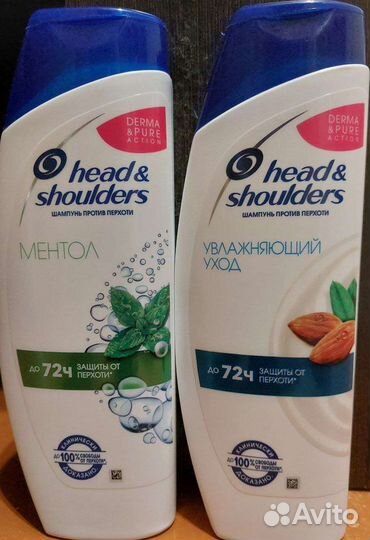 DERMA
&PURE
ACTION
head&
shoulders
ШАМПУНЬ ПРОТИВ ПЕРХОТИ
МЕНТОЛ
ДО 72ч ЗАЩИТЫ ОТ
ПЕРХОТИ*
КЛИНИЧЕСКИ
ДО 100% СВОБОДЫ
ОТ ПЕРХОТИ*
ДОКАЗАНО
DERMA
&PURE
ACTION
head&
shoulders
ШАМПУНЬ ПРОТИВ ПЕРХОТИ
УВЛАЖНЯЮЩИЙ
УХОД
ДО 72ч ЗАЩИТЫ ОТ
ПЕРХОТИ*
КЛИНИЧЕСКИ
ДО 100% СВОБОДЫ
ОТ ПЕРХОТИ*
ДОКАЗАНО
Avito